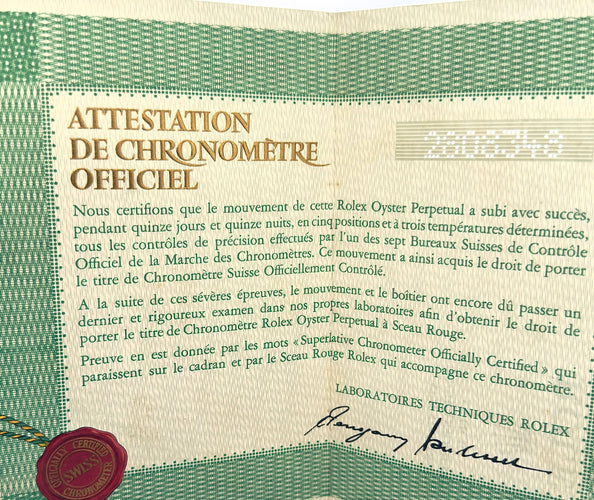 ATTESTATION
DE CHRONOMÈTRE
OFFICIEL
Nous certifions que le mouvement de cette Rolex Oyster Perpetual a subi avec succès,
pendant quinze jours et quinze nuits, en cinq positions et à trois températures déterminées,
tous les contrôles de précision effectués par l'un des sept Bureaux Suisses de Contrôle
Officiel de la Marche des Chronomètres. Ce mouvement a ainsi acquis le droit de porter
le titre de Chronomètre Suisse Officiellement Contrôlé.
A la suite de ces sévères épreuves, le mouvement et le boîtier ont encore dû passer un
dernier et rigoureux examen dans nos propres laboratoires afin d'obtenir le droit de
porter le titre de Chronomètre Rolex Oyster Perpetual à Sceau Rouge.
Preuve en est donnée par les mots « Superlative Chronometer Officially Certified » qui
paraissent sur le cadran et par le Sceau Rouge Rolex qui accompagne ce chronomètre.
LABORATOIRES TECHNIQUES ROLEX
OFFICIALLY CERTIFIED
SWISS
CHRONOMETER